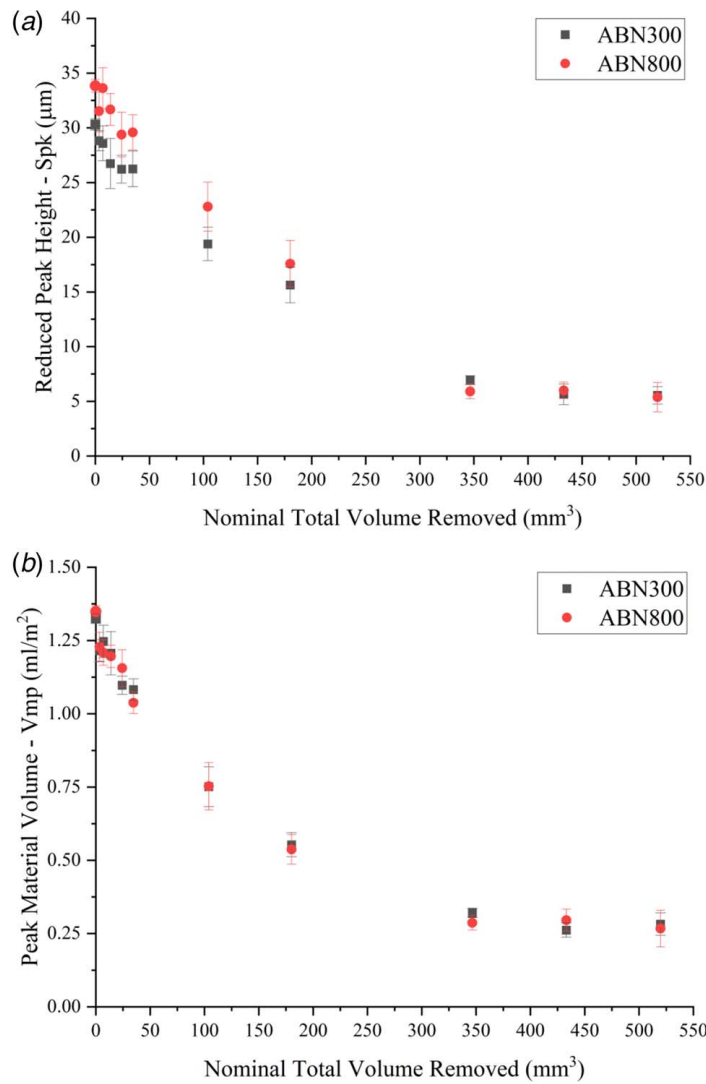 (a)
40
35
30
25
20
15
10
5
0
Reduced Peak Height - Spk (μm)
ABN300
ABN800
0 50 100 150 200 250 300 350 400 450 500 550
Nominal Total Volume Removed (mm³)
(b)
1.50
1.25
1.00
0.75
0.50
0.25
0.00
Peak Material Volume - Vmp (ml/m²)
ABN300
ABN800
0 50 100 150 200 250 300 350 400 450 500 550
Nominal Total Volume Removed (mm³)